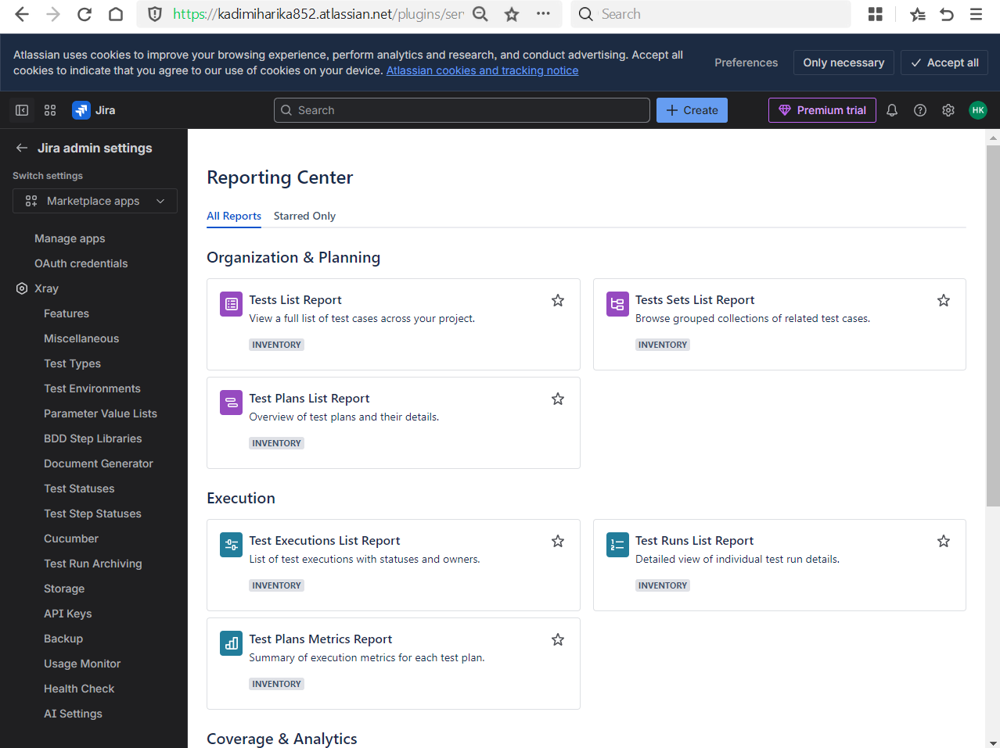 https://kadimiharika852.atlassian.net/plugins/ser
Search
Atlassian uses cookies to improve your browsing experience, perform analytics and research, and conduct advertising. Accept all
cookies to indicate that you agree to our use of cookies on your device. Atlassian cookies and tracking notice
Preferences
Only necessary
Accept all
Jira
Search
Create
Premium trial
HK
Jira admin settings
Switch settings
Marketplace apps
Manage apps
OAuth credentials
Xray
Features
Miscellaneous
Test Types
Test Environments
Parameter Value Lists
BDD Step Libraries
Document Generator
Test Statuses
Test Step Statuses
Cucumber
Test Run Archiving
Storage
API Keys
Backup
Usage Monitor
Health Check
AI Settings
Reporting Center
All Reports
Starred Only
Organization & Planning
Tests List Report
View a full list of test cases across your project.
INVENTORY
Tests Sets List Report
Browse grouped collections of related test cases.
INVENTORY
Test Plans List Report
Overview of test plans and their details.
INVENTORY
Execution
Test Executions List Report
List of test executions with statuses and owners.
INVENTORY
Test Runs List Report
Detailed view of individual test run details.
INVENTORY
Test Plans Metrics Report
Summary of execution metrics for each test plan.
INVENTORY
Coverage & Analytics